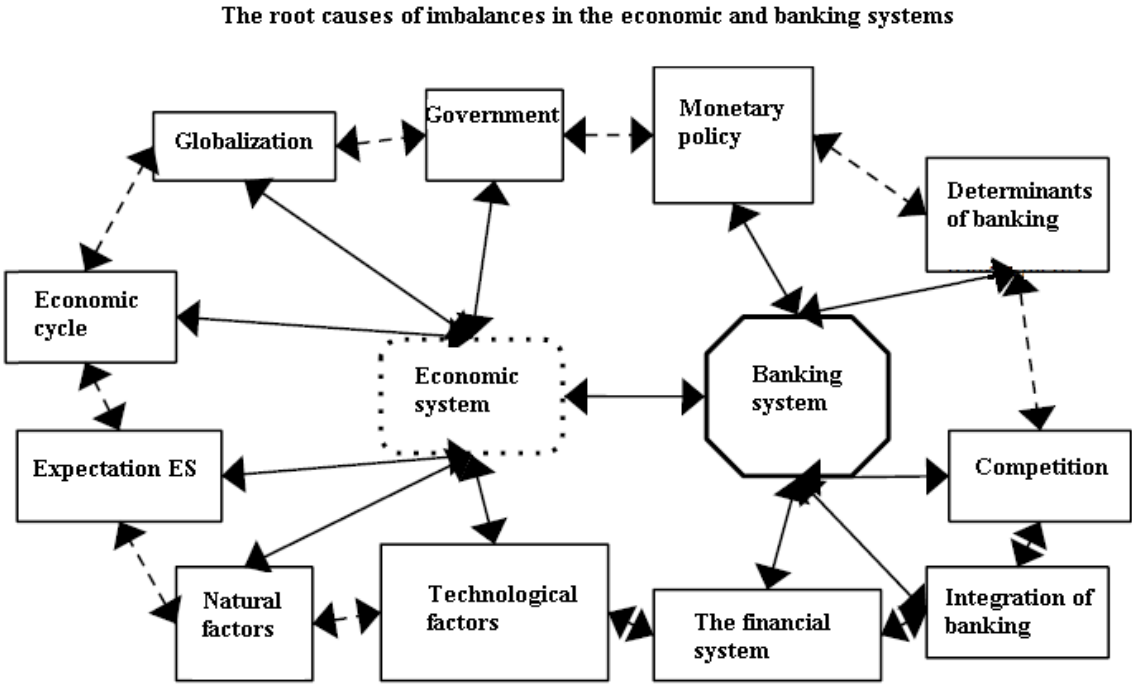 The root causes of imbalances in the economic and banking systems
Government
Monetary
policy
Globalization
Determinants
of banking
Economic
cycle
Economic
system
Banking
system
Expectation ES
Competition
Natural
factors
Technological
factors
The financial
system
Integration of
banking